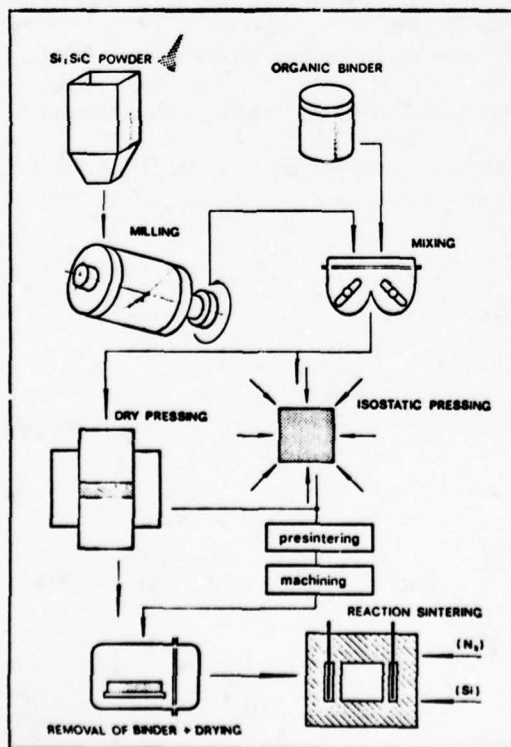 Si, SiC POWDER
ORGANIC BINDER
MILLING
MIXING
ISOSTATIC PRESSING
DRY PRESSING
presintering
machining
REACTION SINTERING
(N₂)
(Si)
REMOVAL OF BINDER + DRYING